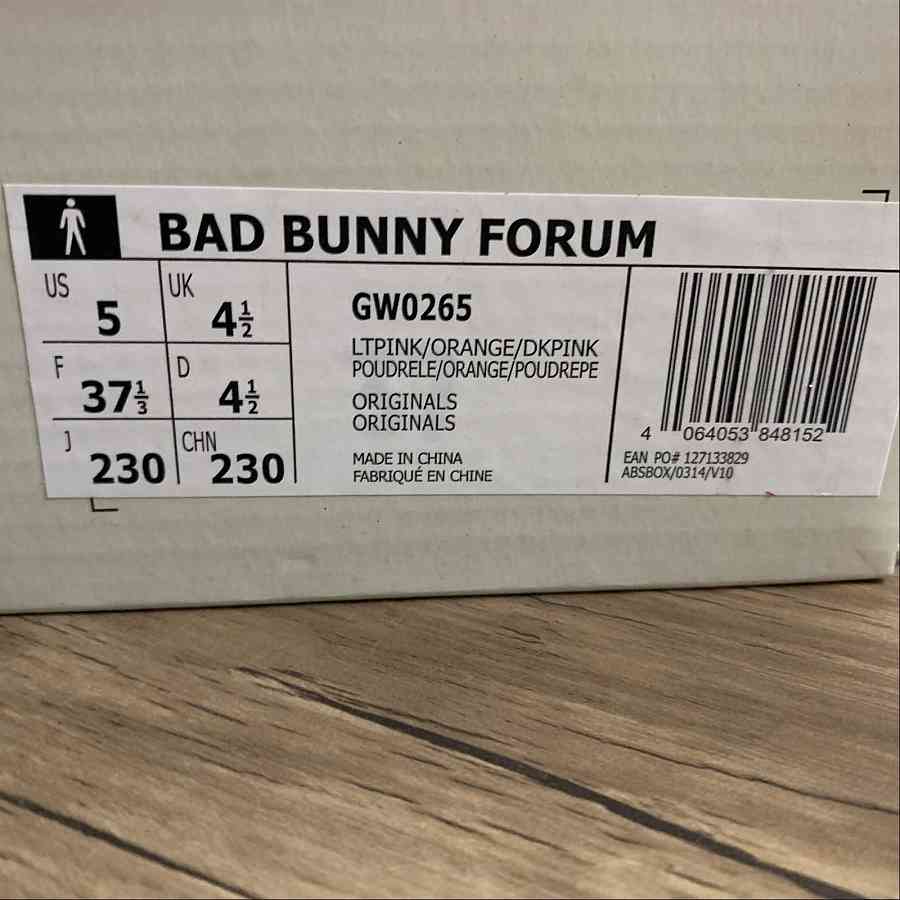 BAD BUNNY FORUM
US 5 UK 4½
F 37⅓ D 4½
J 230 CHN 230
GW0265
LTPINK/ORANGE/DKPINK
POUDRELE/ORANGE/POUDREPE
ORIGINALS
ORIGINALS
MADE IN CHINA
FABRIQUÉ EN CHINE
4 064053 848152
EAN PO# 127133829
ABSBOX/0314/V10